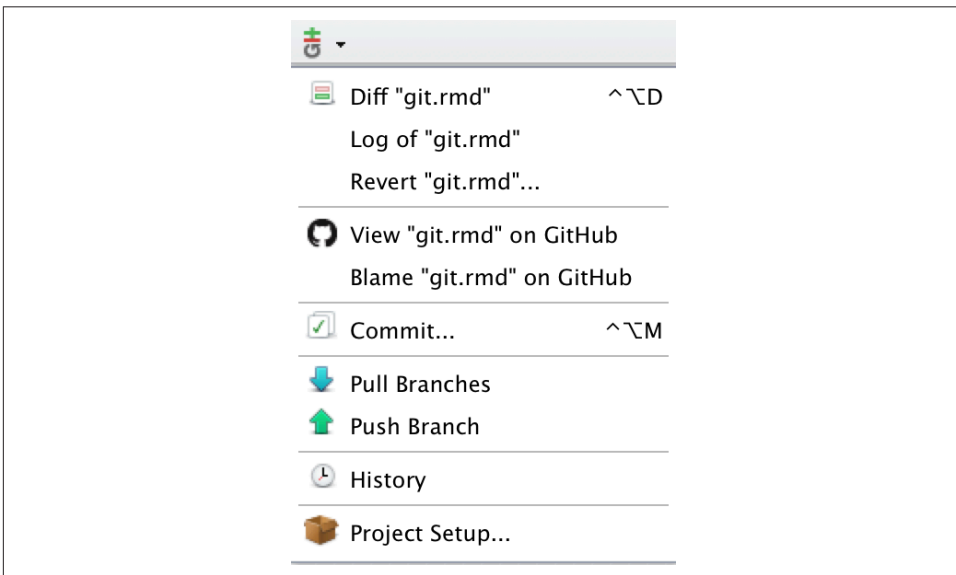 Git
Diff "git.rmd" ^⌥D
Log of "git.rmd"
Revert "git.rmd"...
View "git.rmd" on GitHub
Blame "git.rmd" on GitHub
Commit... ^⌥M
Pull Branches
Push Branch
History
Project Setup...